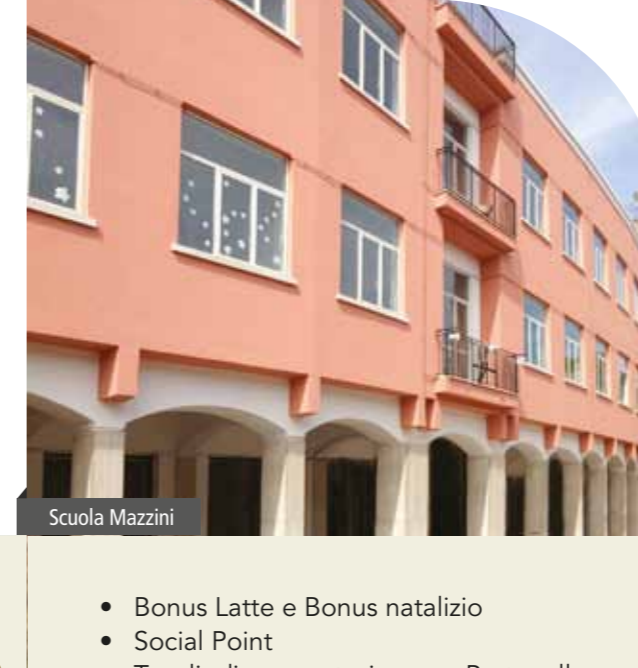 Scuola Mazzini
• Bonus Latte e Bonus natalizio
• Social Point